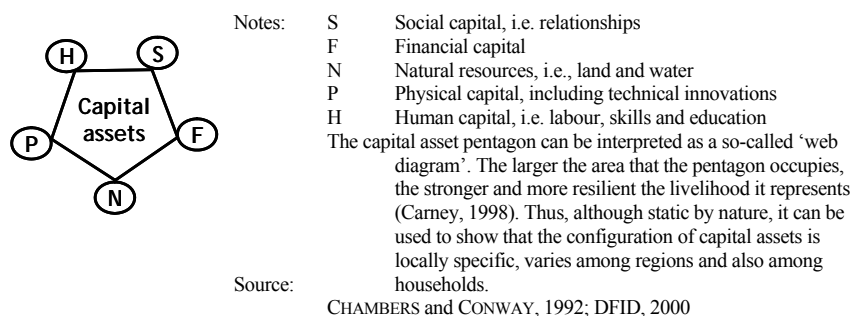 H
S
Capital
assets
P
F
N
Notes: S Social capital, i.e. relationships
F Financial capital
N Natural resources, i.e., land and water
P Physical capital, including technical innovations
H Human capital, i.e. labour, skills and education
The capital asset pentagon can be interpreted as a so-called ‘web
diagram’. The larger the area that the pentagon occupies,
the stronger and more resilient the livelihood it represents
(Carney, 1998). Thus, although static by nature, it can be
used to show that the configuration of capital assets is
locally specific, varies among regions and also among
households.
Source:
CHAMBERS and CONWAY, 1992; DFID, 2000